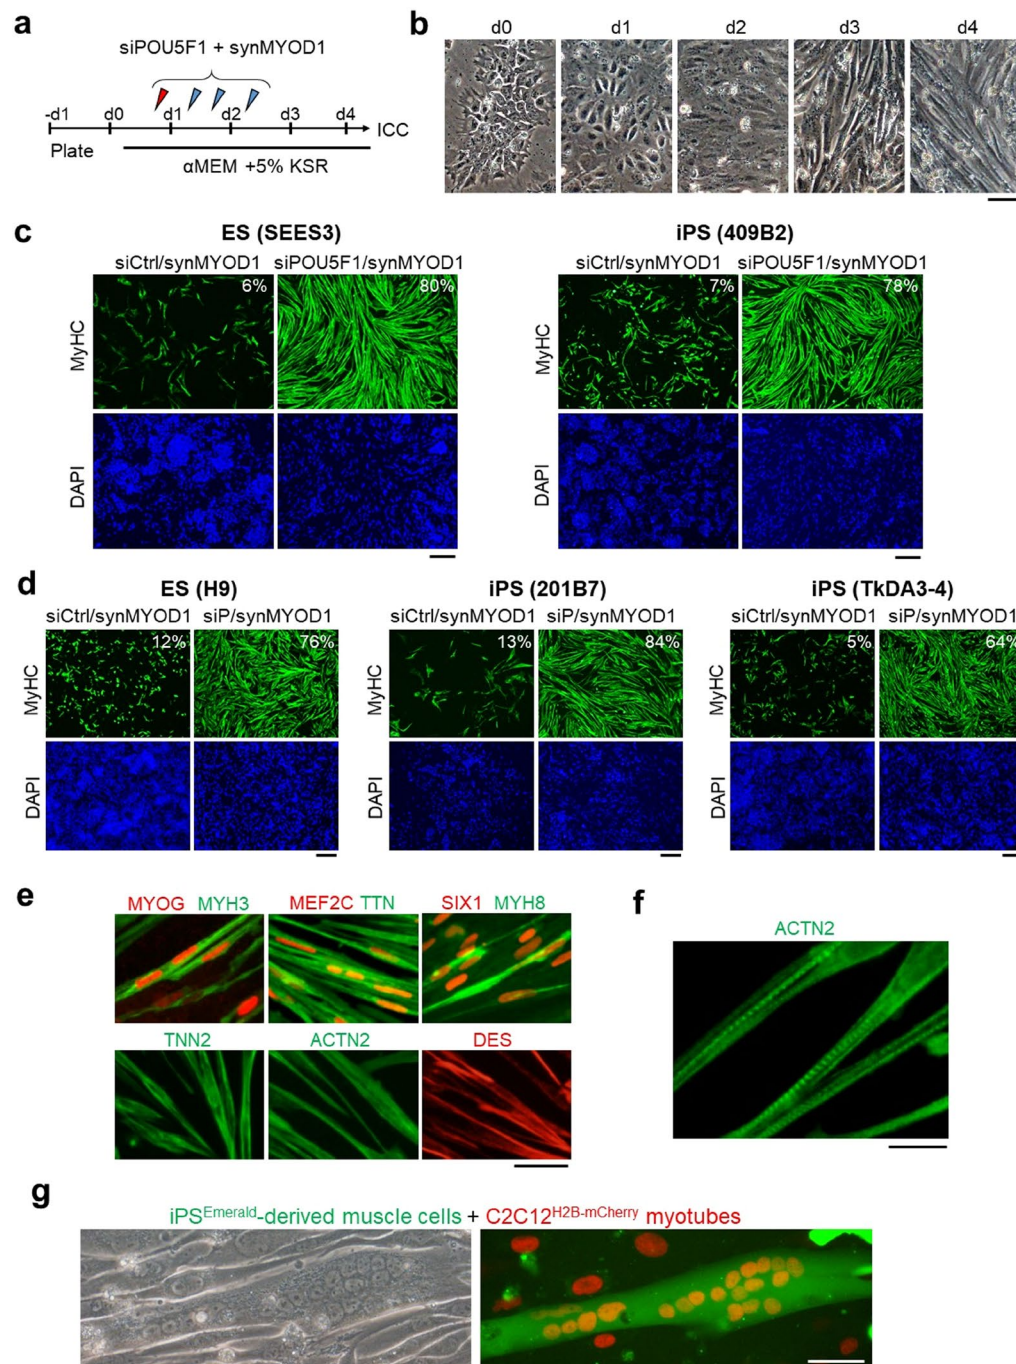 a
siPOU5F1 + synMYOD1
-d1 d0 d1 d2 d3 d4 ICC
Plate
αMEM +5% KSR
b
d0 d1 d2 d3 d4
c
ES (SEES3)
siCtrl/synMYOD1 siPOU5F1/synMYOD1
6% 80%
MyHC
DAPI
iPS (409B2)
siCtrl/synMYOD1 siPOU5F1/synMYOD1
7% 78%
MyHC
DAPI
d
ES (H9)
siCtrl/synMYOD1 siP/synMYOD1
12% 76%
MyHC
DAPI
iPS (201B7)
siCtrl/synMYOD1 siP/synMYOD1
13% 84%
MyHC
DAPI
iPS (TkDA3-4)
siCtrl/synMYOD1 siP/synMYOD1
5% 64%
MyHC
DAPI
e
MYOG MYH3 MEF2C TTN SIX1 MYH8
TNN2 ACTN2 DES
f
ACTN2
g
iPSEmerald-derived muscle cells + C2C12H2B-mCherry myotubes